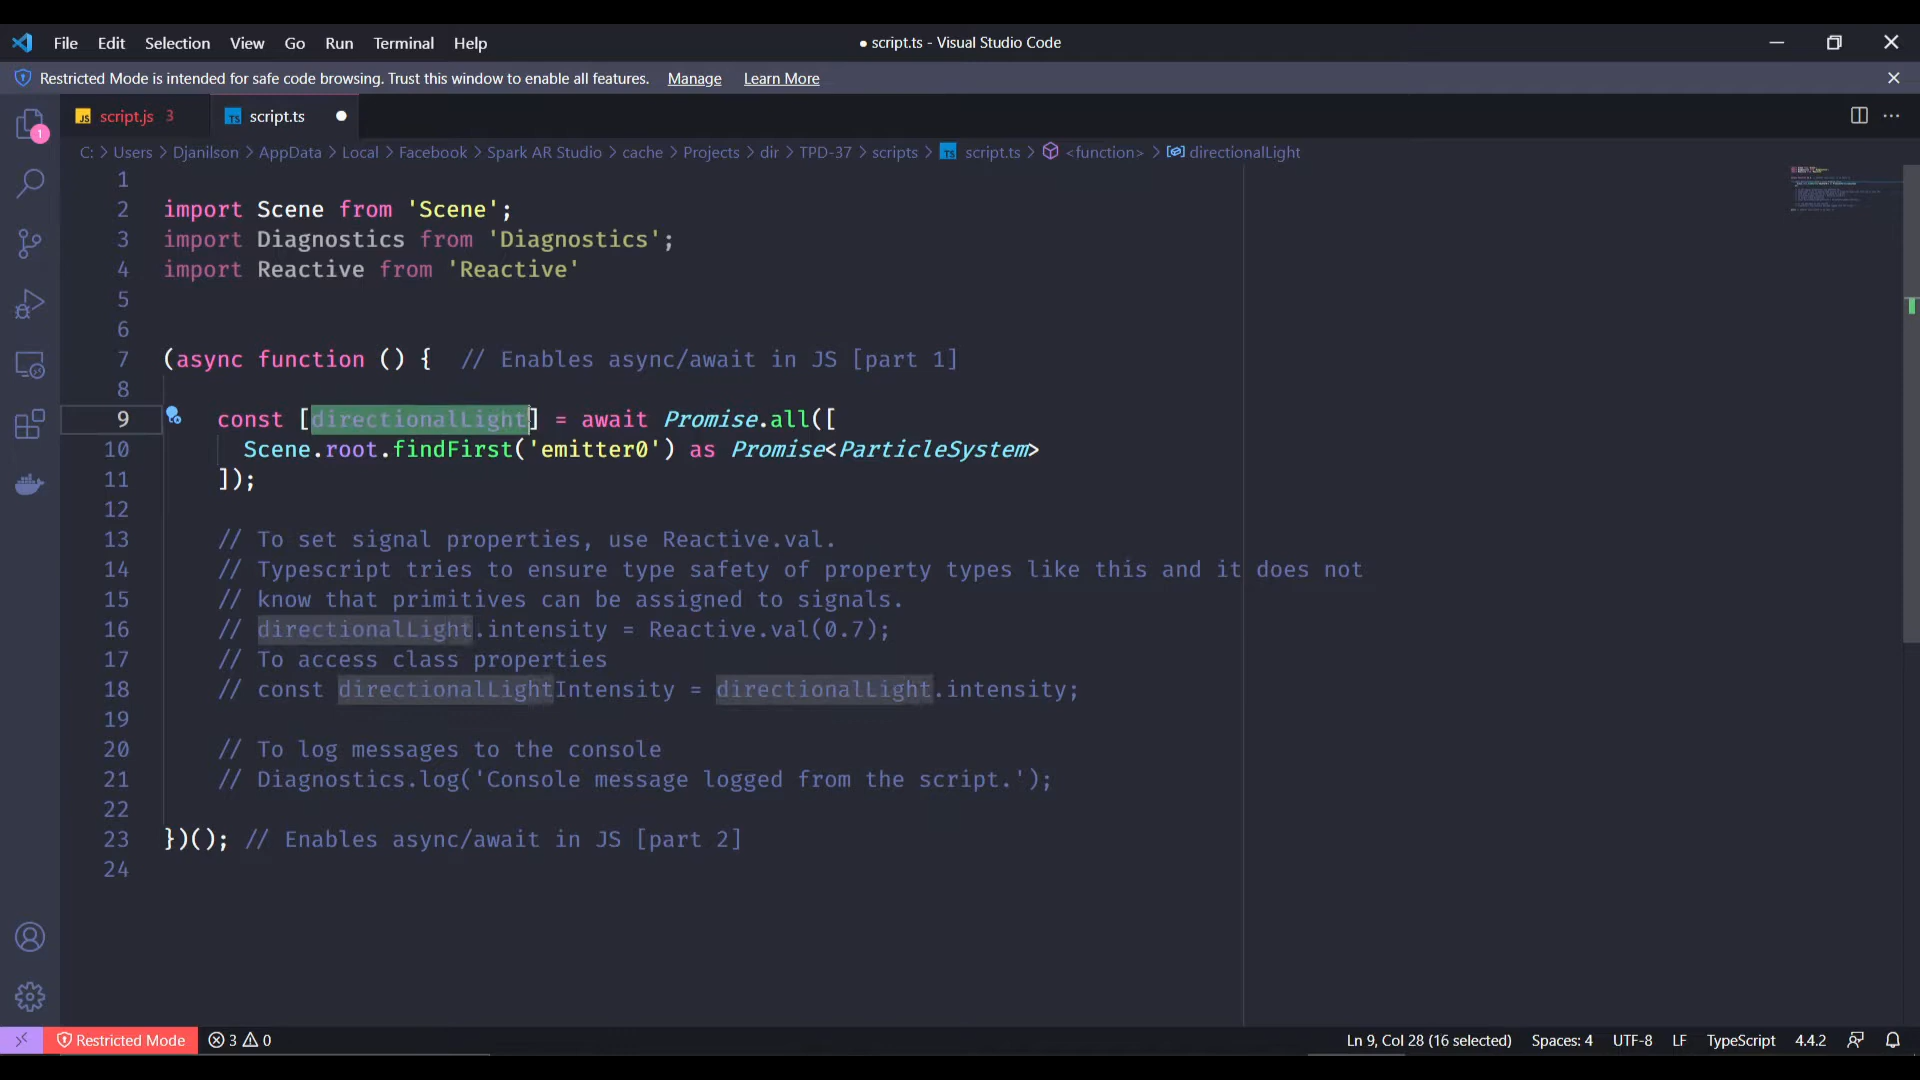 File Edit Selection View Go Run Terminal Help
● script.ts - Visual Studio Code
Restricted Mode is intended for safe code browsing. Trust this window to enable all features. Manage Learn More
JS script.js 3
TS script.ts
C: > Users > Djanilson > AppData > Local > Facebook > Spark AR Studio > cache > Projects > dir > TPD-37 > scripts > TS script.ts > <function> > directionalLight
1
2 import Scene from 'Scene';
3 import Diagnostics from 'Diagnostics';
4 import Reactive from 'Reactive'
5
6
7 (async function () { // Enables async/await in JS [part 1]
8
9 const [directionalLight] = await Promise.all([
10 Scene.root.findFirst('emitter0') as Promise<ParticleSystem>
11 ]);
12
13 // To set signal properties, use Reactive.val.
14 // Typescript tries to ensure type safety of property types like this and it does not
15 // know that primitives can be assigned to signals.
16 // directionalLight.intensity = Reactive.val(0.7);
17 // To access class properties
18 // const directionalLightIntensity = directionalLight.intensity;
19
20 // To log messages to the console
21 // Diagnostics.log('Console message logged from the script.');
22
23 })(); // Enables async/await in JS [part 2]
24
1
Restricted Mode 3 0 Ln 9, Col 28 (16 selected) Spaces: 4 UTF-8 LF TypeScript 4.4.2